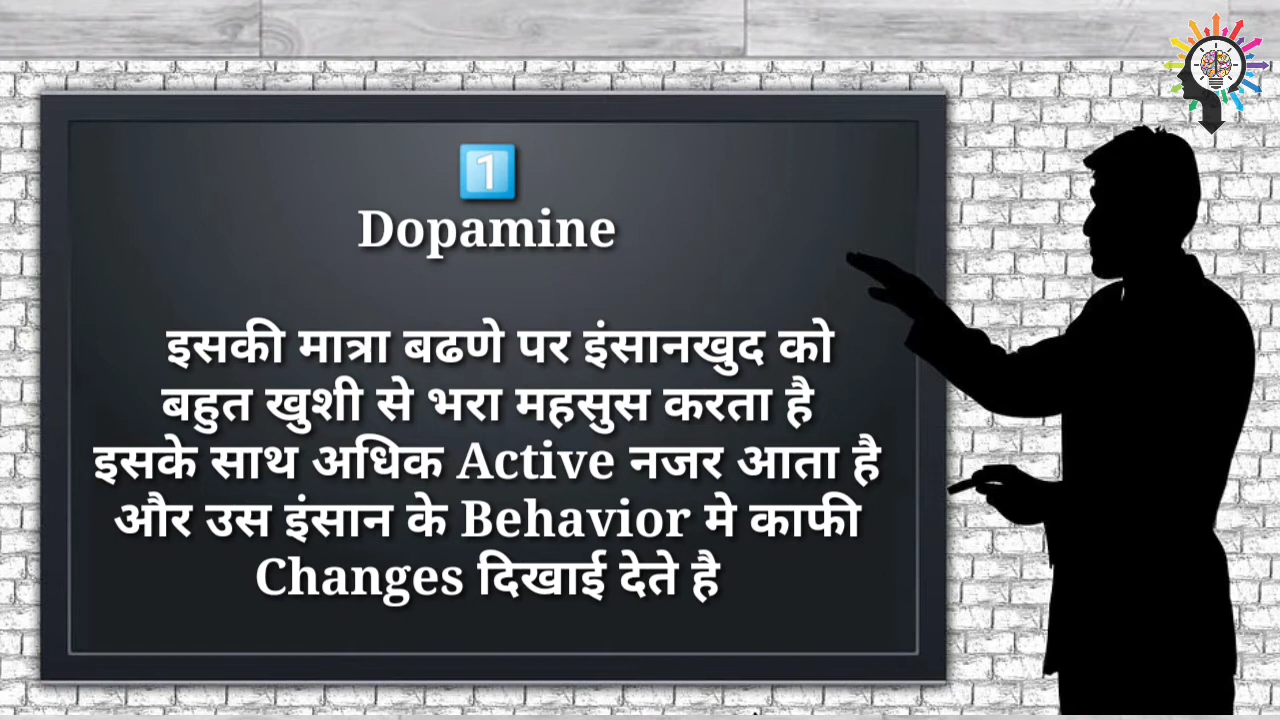 1
Dopamine
इसकी मात्रा बढणे पर इंसानखुद को
बहुत खुशी से भरा महसुस करता है
इसके साथ अधिक Active नजर आता है
और उस इंसान के Behavior मे काफी
Changes दिखाई देते है